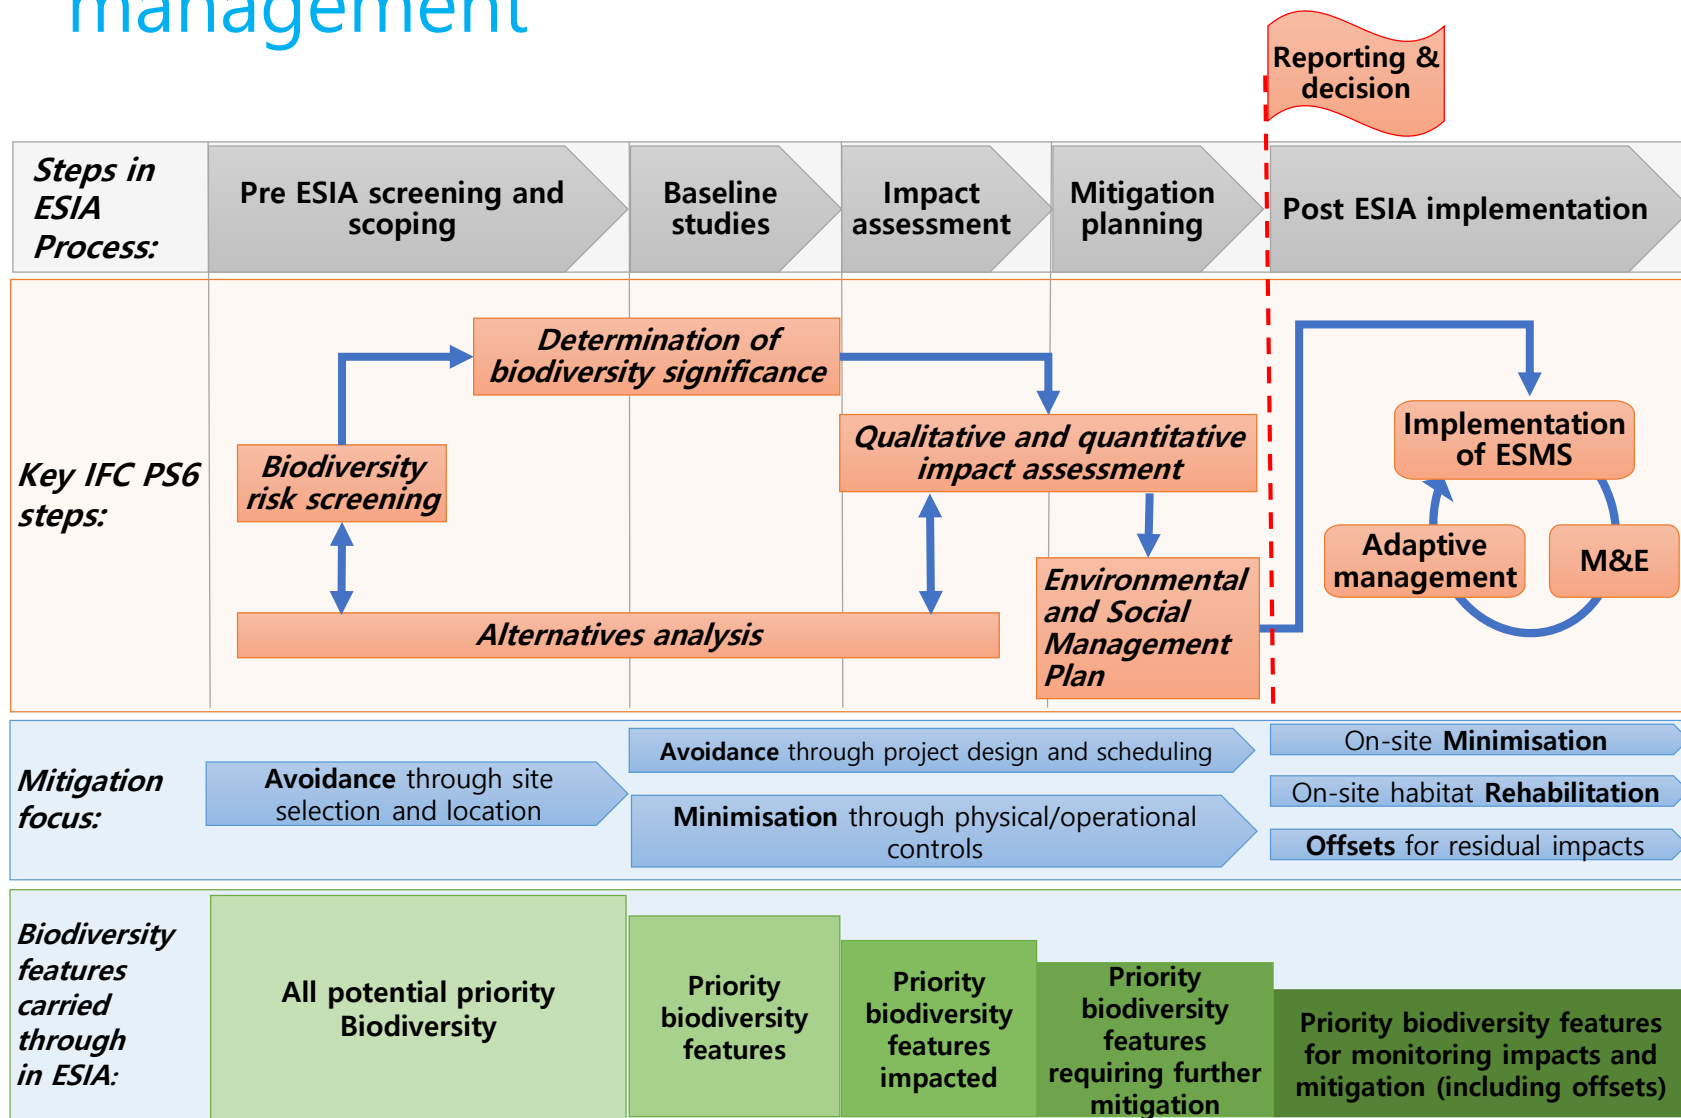 management
Reporting &
decision
Steps in
ESIA
Process:
Pre ESIA screening and
scoping
Baseline
studies
Impact
assessment
Mitigation
planning
Post ESIA implementation
Key IFC PS6
steps:
Determination of
biodiversity significance
Biodiversity
risk screening
Qualitative and quantitative
impact assessment
Alternatives analysis
Environmental
and Social
Management
Plan
Implementation
of ESMS
Adaptive
management
M&E
Mitigation
focus:
Avoidance through site
selection and location
Avoidance through project design and scheduling
Minimisation through physical/operational
controls
On-site Minimisation
On-site habitat Rehabilitation
Offsets for residual impacts
Biodiversity
features
carried
through
in ESIA:
All potential priority
Biodiversity
Priority
biodiversity
features
Priority
biodiversity
features
impacted
Priority
biodiversity
features
requiring further
mitigation
Priority biodiversity features
for monitoring impacts and
mitigation (including offsets)